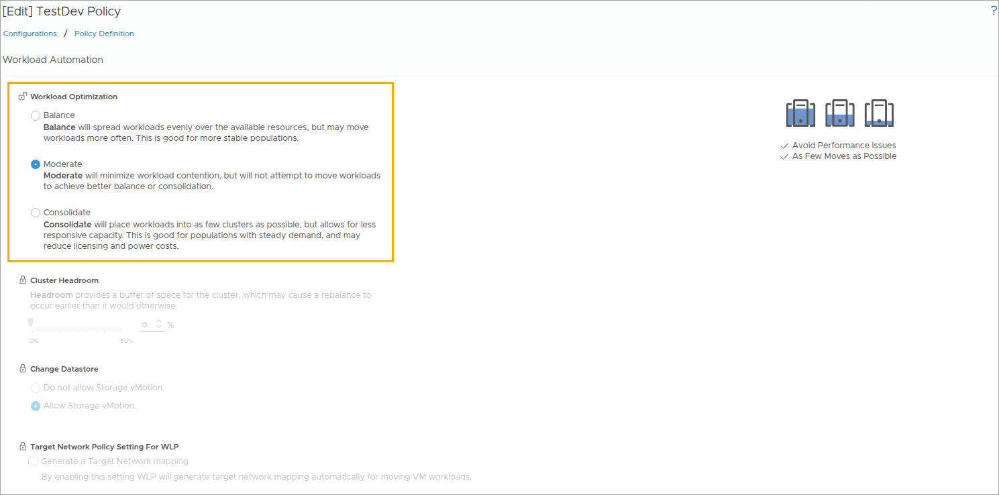 [Edit] TestDev Policy
?
Configurations / Policy Definition
Workload Automation
Workload Optimization
Balance
Balance will spread workloads evenly over the available resources, but may move
workloads more often. This is good for more stable populations.
Moderate
Moderate will minimize workload contention, but will not attempt to move workloads
to achieve better balance or consolidation.
Consolidate
Consolidate will place workloads into as few clusters as possible, but allows for less
responsive capacity. This is good for populations with steady demand, and may
reduce licensing and power costs.
Avoid Performance Issues
As Few Moves as Possible
Cluster Headroom
Headroom provides a buffer of space for the cluster, which may cause a rebalance to
occur earlier than it would otherwise.
0 %
0% 50%
Change Datastore
Do not allow Storage vMotion.
Allow Storage vMotion.
Target Network Policy Setting For WLP
Generate a Target Network mapping
By enabling this setting WLP will generate target network mapping automatically for moving VM workloads.